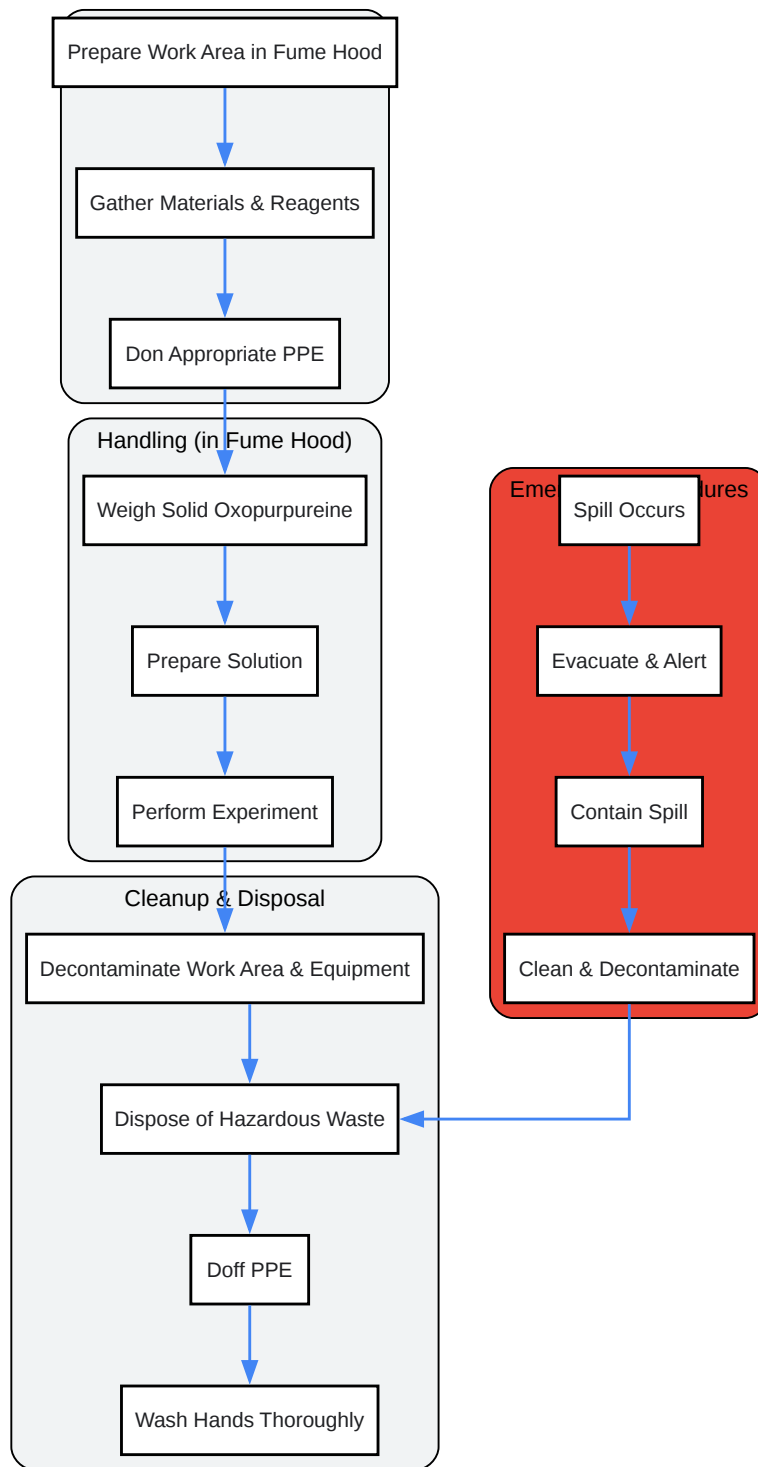 Prepare Work Area in Fume Hood
Gather Materials & Reagents
Don Appropriate PPE
Handling (in Fume Hood)
Weigh Solid Oxopurpureine
Prepare Solution
Perform Experiment
Cleanup & Disposal
Decontaminate Work Area & Equipment
Dispose of Hazardous Waste
Doff PPE
Wash Hands Thoroughly
Spill Occurs
Evacuate & Alert
Contain Spill
Clean & Decontaminate